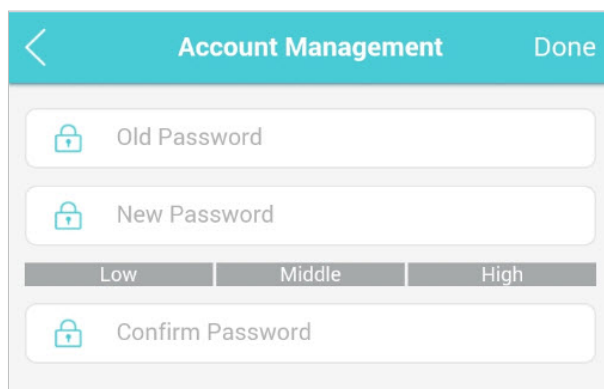 Account Management Done
Old Password
New Password
Low Middle High
Confirm Password